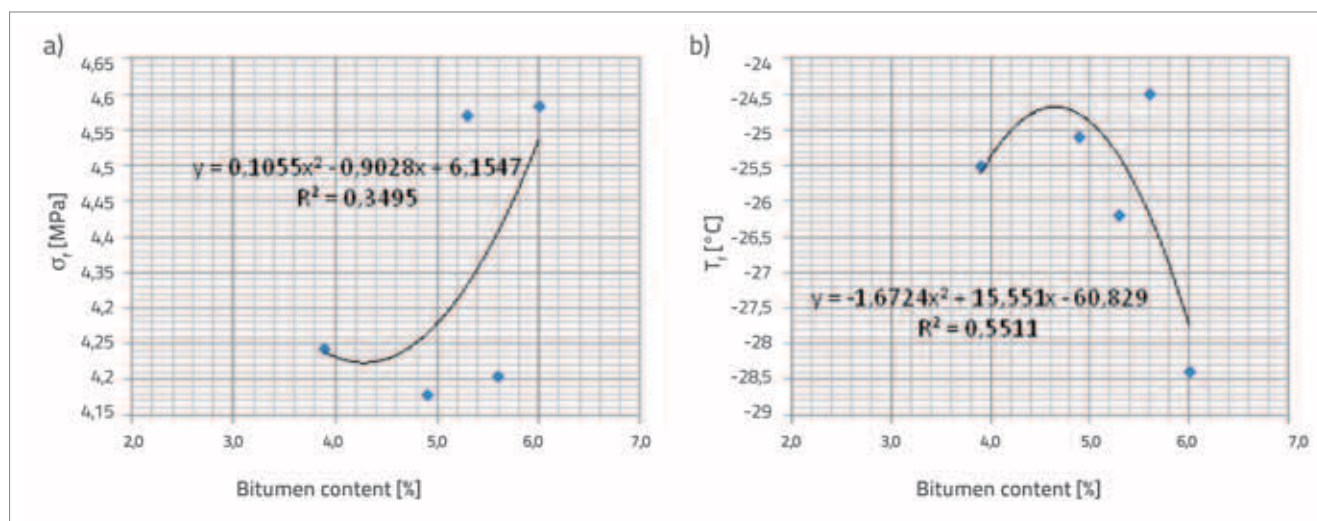 a)
4,65
4,6
4,55
4,5
4,45
4,4
4,35
4,3
4,25
4,2
4,15
σf [MPa]
y = 0,1055x² - 0,9028x + 6,1547
R² = 0,3495
2,0 3,0 4,0 5,0 6,0 7,0
Bitumen content [%]
b)
-24
-24,5
-25
-25,5
-26
-26,5
-27
-27,5
-28
-28,5
-29
Tf [°C]
y = -1,6724x² + 15,551x - 60,829
R² = 0,5511
2,0 3,0 4,0 5,0 6,0 7,0
Bitumen content [%]